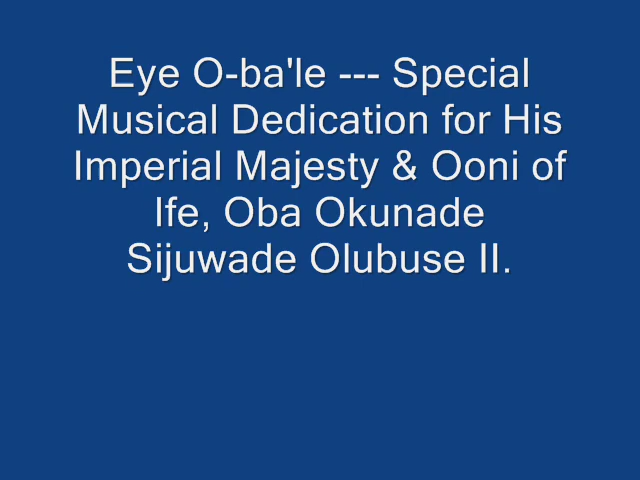 Eye O-ba'le --- Special
Musical Dedication for His
Imperial Majesty & Ooni of
Ife, Oba Okunade
Sijuwade Olubuse II.